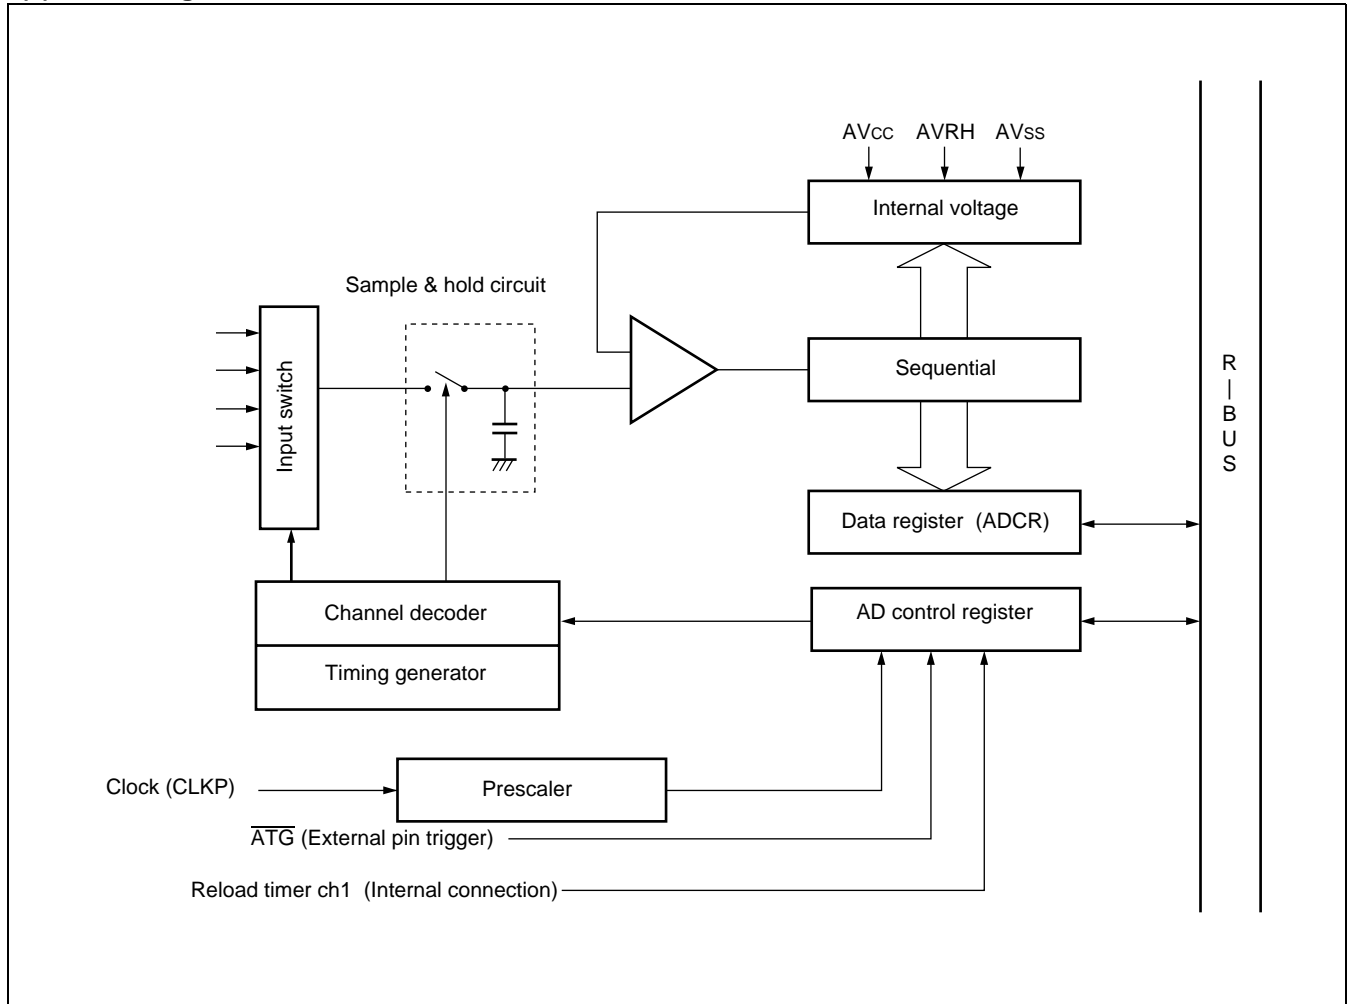 AVCC AVRH AVSS
Internal voltage
Sample & hold circuit
Input switch
Sequential
R
|
B
U
S
Data register (ADCR)
Channel decoder
AD control register
Timing generator
Clock (CLKP)
Prescaler
ATG (External pin trigger)
Reload timer ch1 (Internal connection)